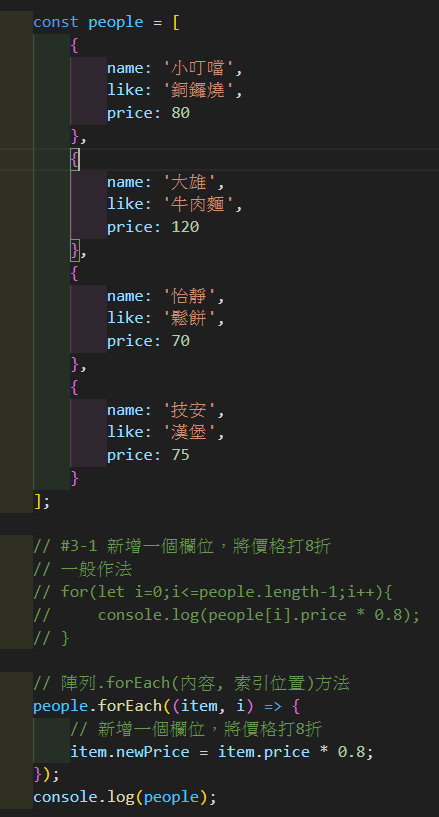 const people = [
    {
        name: '小叮噹',
        like: '銅鑼燒',
        price: 80
    },
    {
        name: '大雄',
        like: '牛肉麵',
        price: 120
    },
    {
        name: '怡靜',
        like: '鬆餅',
        price: 70
    },
    {
        name: '技安',
        like: '漢堡',
        price: 75
    }
];
// #3-1 新增一個欄位，將價格打8折
// 一般作法
// for(let i=0;i<=people.length-1;i++){
//     console.log(people[i].price * 0.8);
// }
// 陣列.forEach(內容, 索引位置)方法
people.forEach((item, i) => {
    // 新增一個欄位，將價格打8折
    item.newPrice = item.price * 0.8;
});
console.log(people);